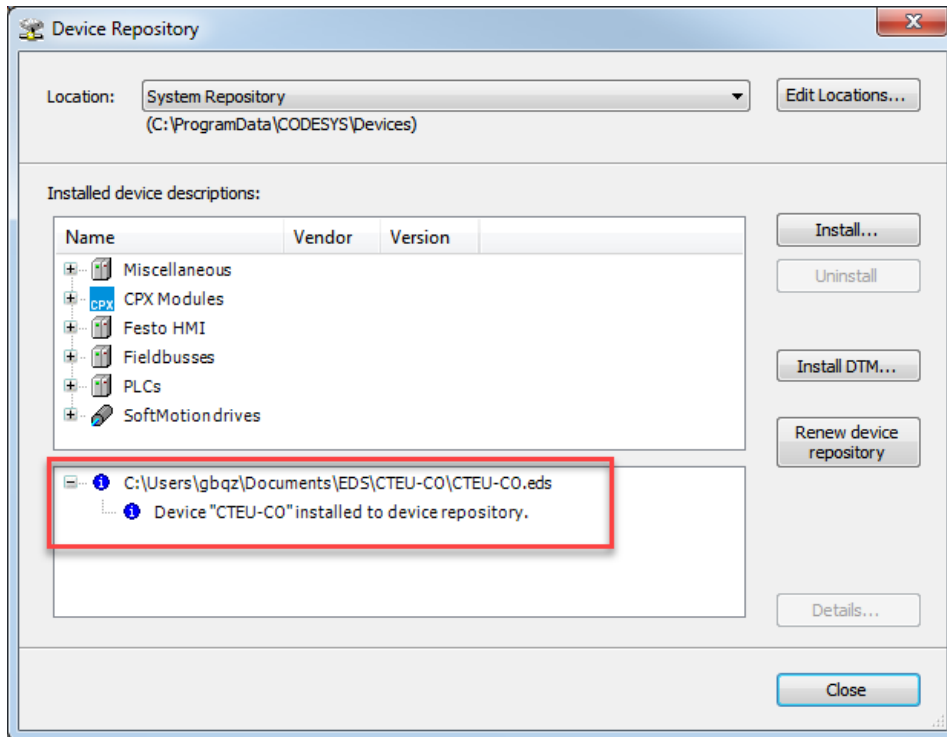 Device Repository
Location:
System Repository
Edit Locations...
(C:\ProgramData\CODESYS\Devices)
Installed device descriptions:
Name Vendor Version
Install...
Miscellaneous
Uninstall
CPX CPX Modules
Festo HMI
Fieldbusses
Install DTM...
PLCs
SoftMotion drives
Renew device
repository
C:\Users\gbqz\Documents\EDS\CTEU-CO\CTEU-CO.eds
Device "CTEU-CO" installed to device repository.
Details...
Close